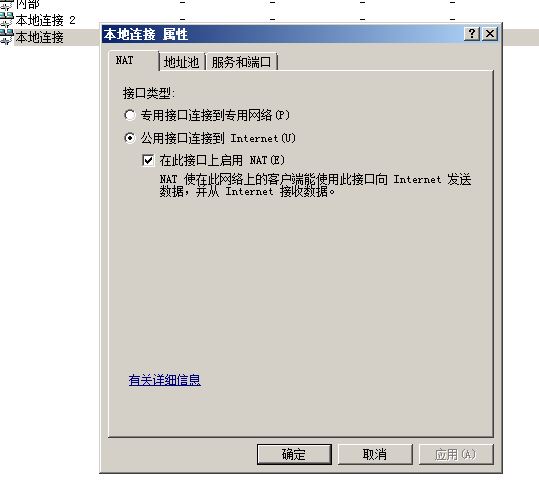 内部 - - - -
本地连接 2 - - - -
本地连接 - - - -
本地连接 属性
NAT 地址池 服务和端口
接口类型:
专用接口连接到专用网络(P)
公用接口连接到 Internet(U)
在此接口上启用 NAT(E)
NAT 使在此网络上的客户端能使用此接口向 Internet 发送
数据，并从 Internet 接收数据。
有关详细信息
确定 取消 应用(A)